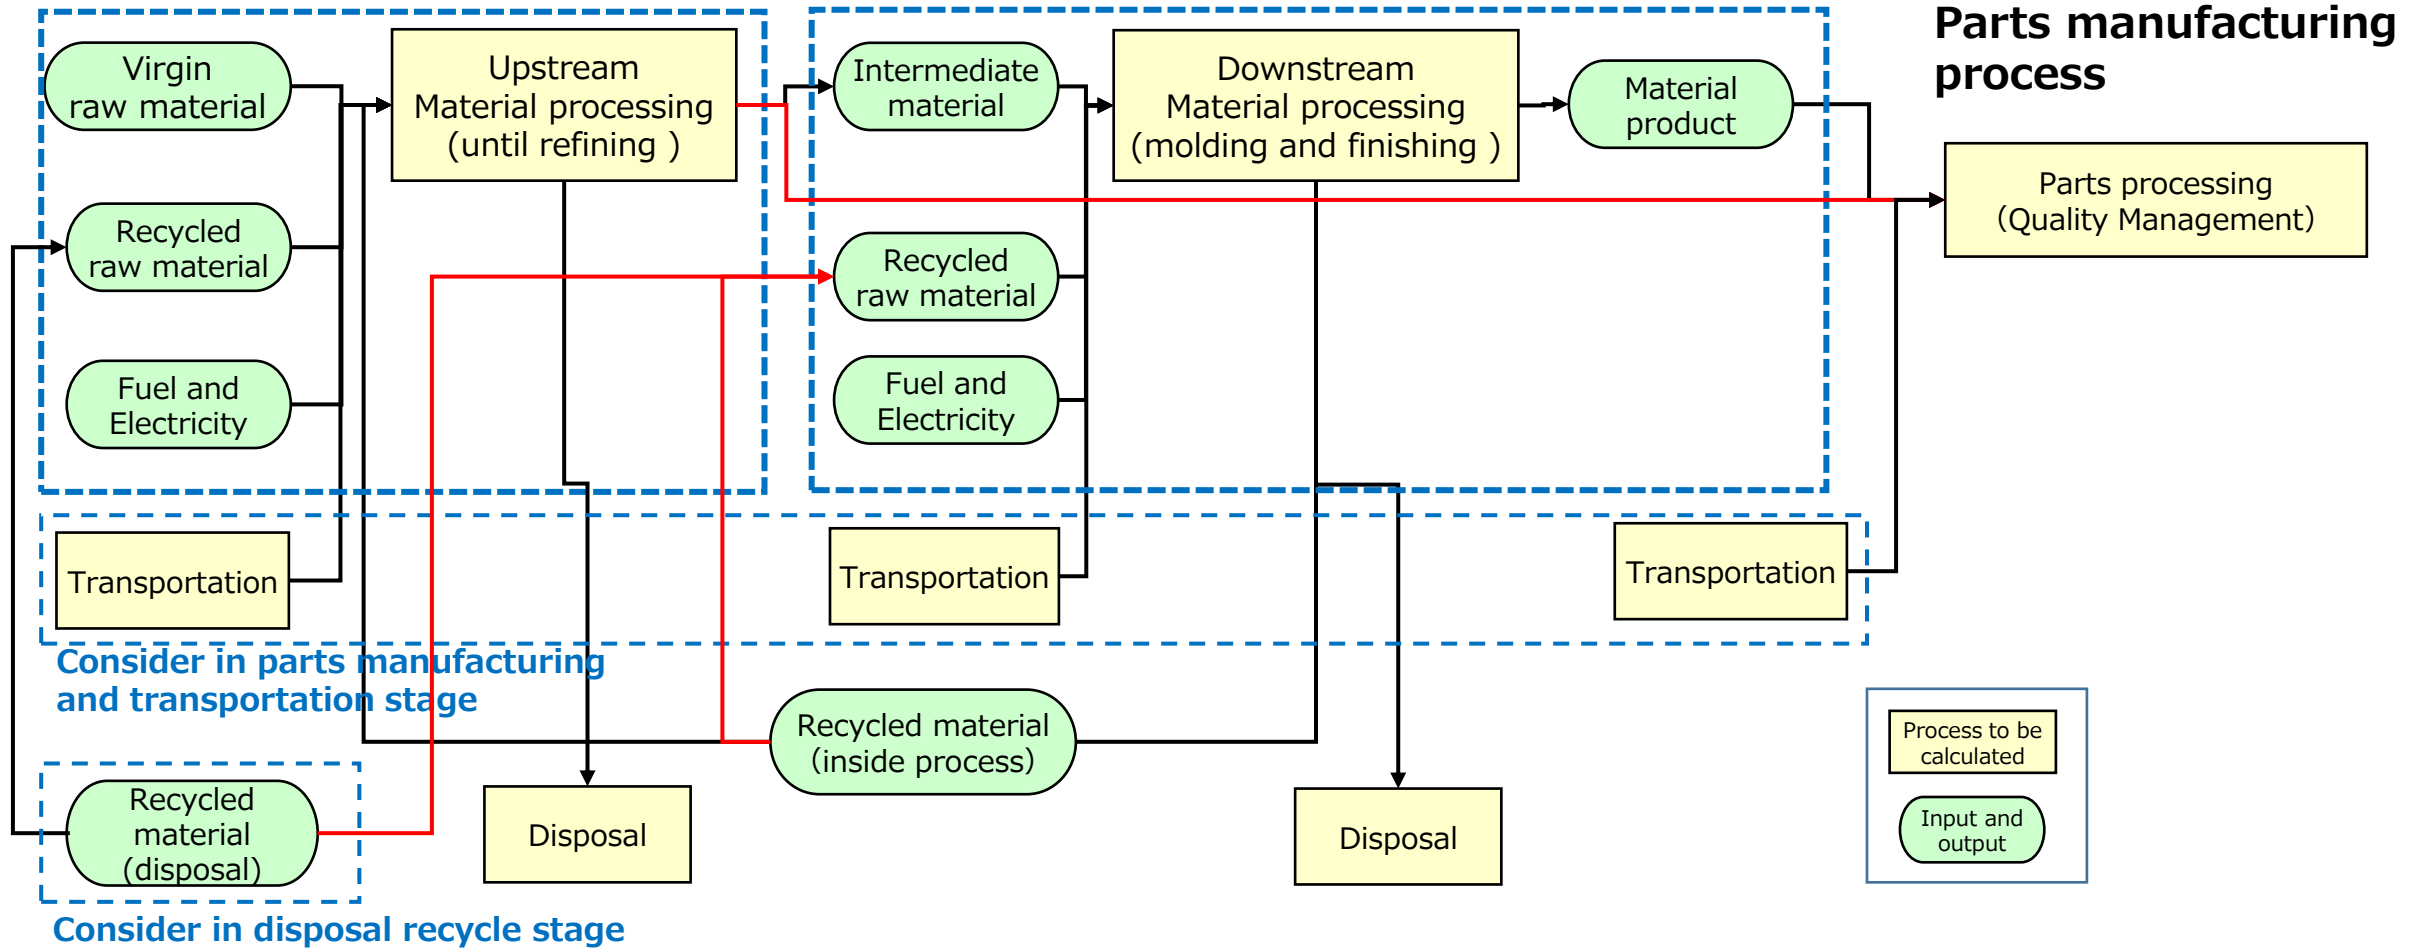 Parts manufacturing
process
Virgin
raw material
Upstream
Material processing
(until refining )
Intermediate
material
Downstream
Material processing
(molding and finishing )
Material
product
Parts processing
（Quality Management）
Recycled
raw material
Recycled
raw material
Fuel and
Electricity
Fuel and
Electricity
Transportation
Transportation
Transportation
Consider in parts manufacturing
and transportation stage
Recycled material
（inside process）
Process to be
calculated
Input and
output
Recycled
material
(disposal)
Disposal
Disposal
Consider in disposal recycle stage